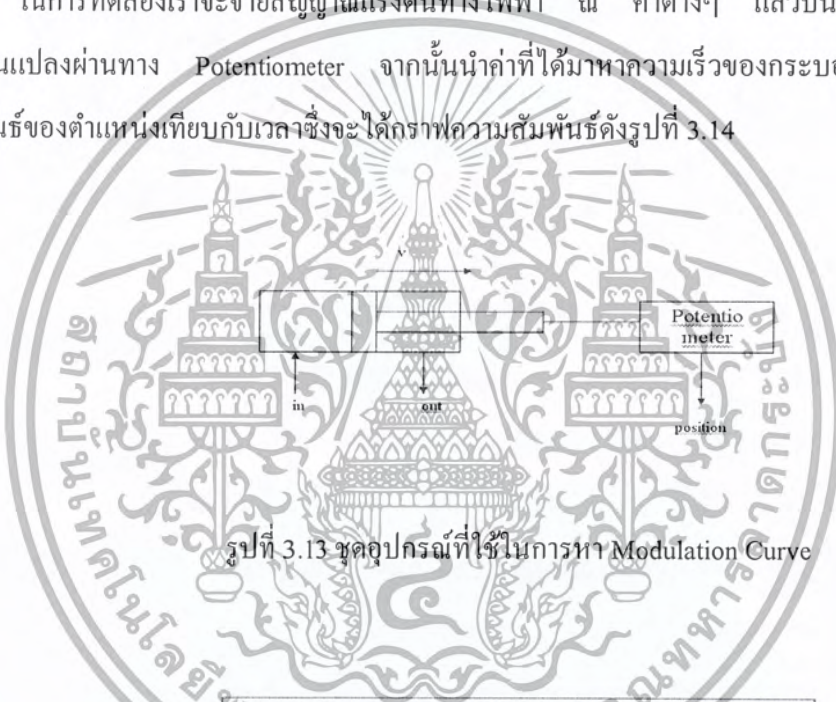 ในการทดลองเราจะจ่ายสัญญาณแรงดันทางไฟฟ้า ณ ค่าต่างๆ
นแปลงผ่านทาง Potentiometer จากนั้นนำค่าที่ได้มาหาความเร็วของกระบอ
นธ์ของตำแหน่งเทียบกับเวลาซึ่งจะได้กราฟความสัมพันธ์ดังรูปที่ 3.14
V
Potentio
meter
in
out
position
รูปที่ 3.13 ชุดอุปกรณ์ที่ใช้ในการหา Modulation Curve